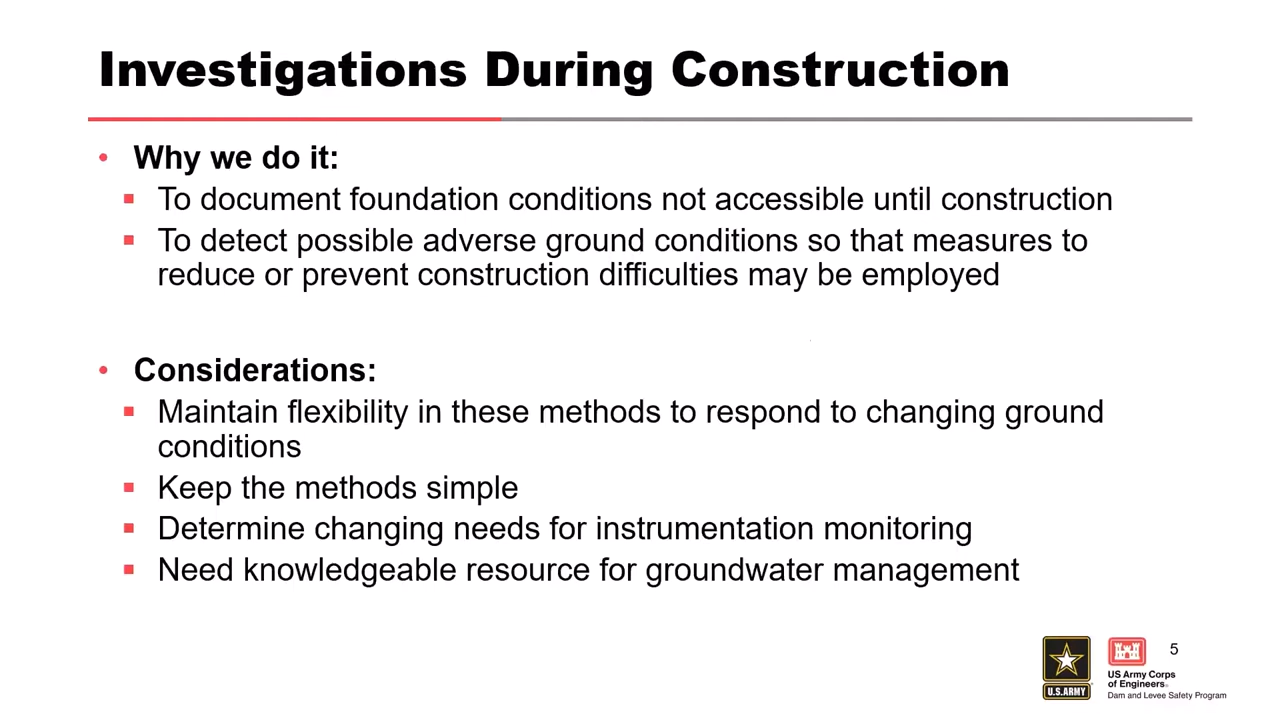 Investigations During Construction
• Why we do it:
▪ To document foundation conditions not accessible until construction
▪ To detect possible adverse ground conditions so that measures to
reduce or prevent construction difficulties may be employed
• Considerations:
▪ Maintain flexibility in these methods to respond to changing ground
conditions
▪ Keep the methods simple
▪ Determine changing needs for instrumentation monitoring
▪ Need knowledgeable resource for groundwater management
U.S.ARMY
US Army Corps
of Engineers®
Dam and Levee Safety Program
5